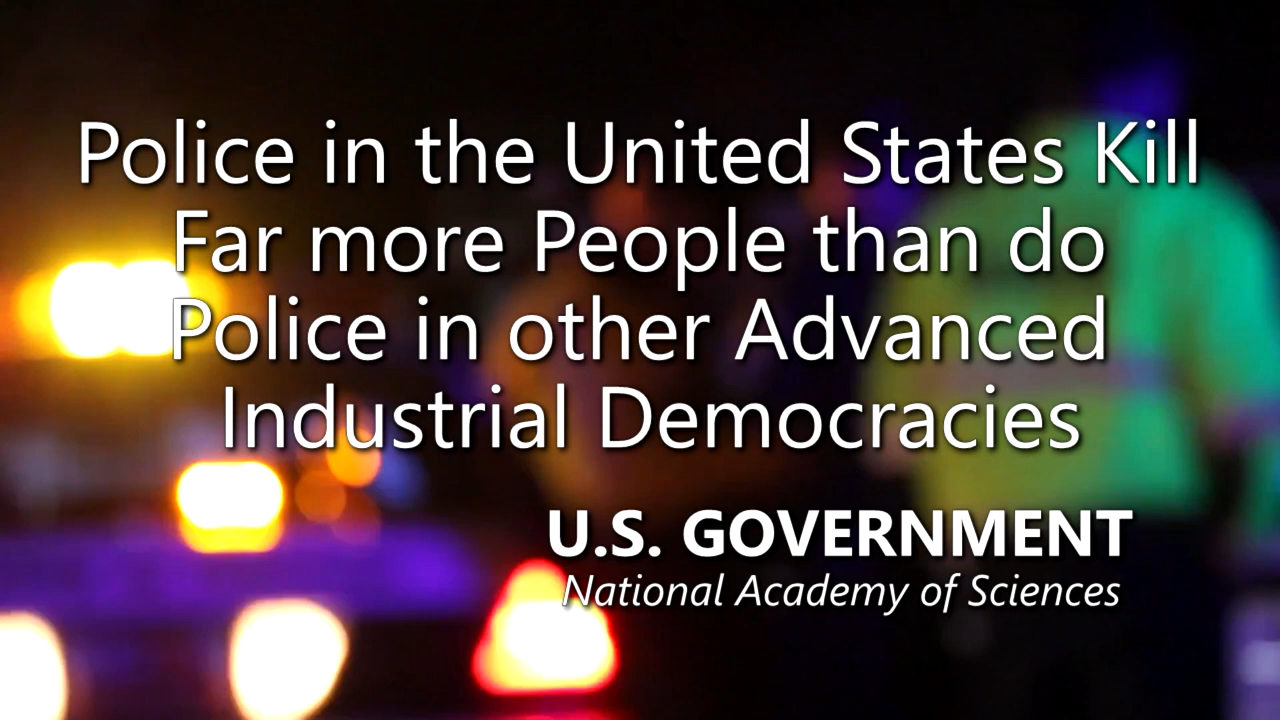 Police in the United States Kill
Far more People than do
Police in other Advanced
Industrial Democracies
U.S. GOVERNMENT
National Academy of Sciences